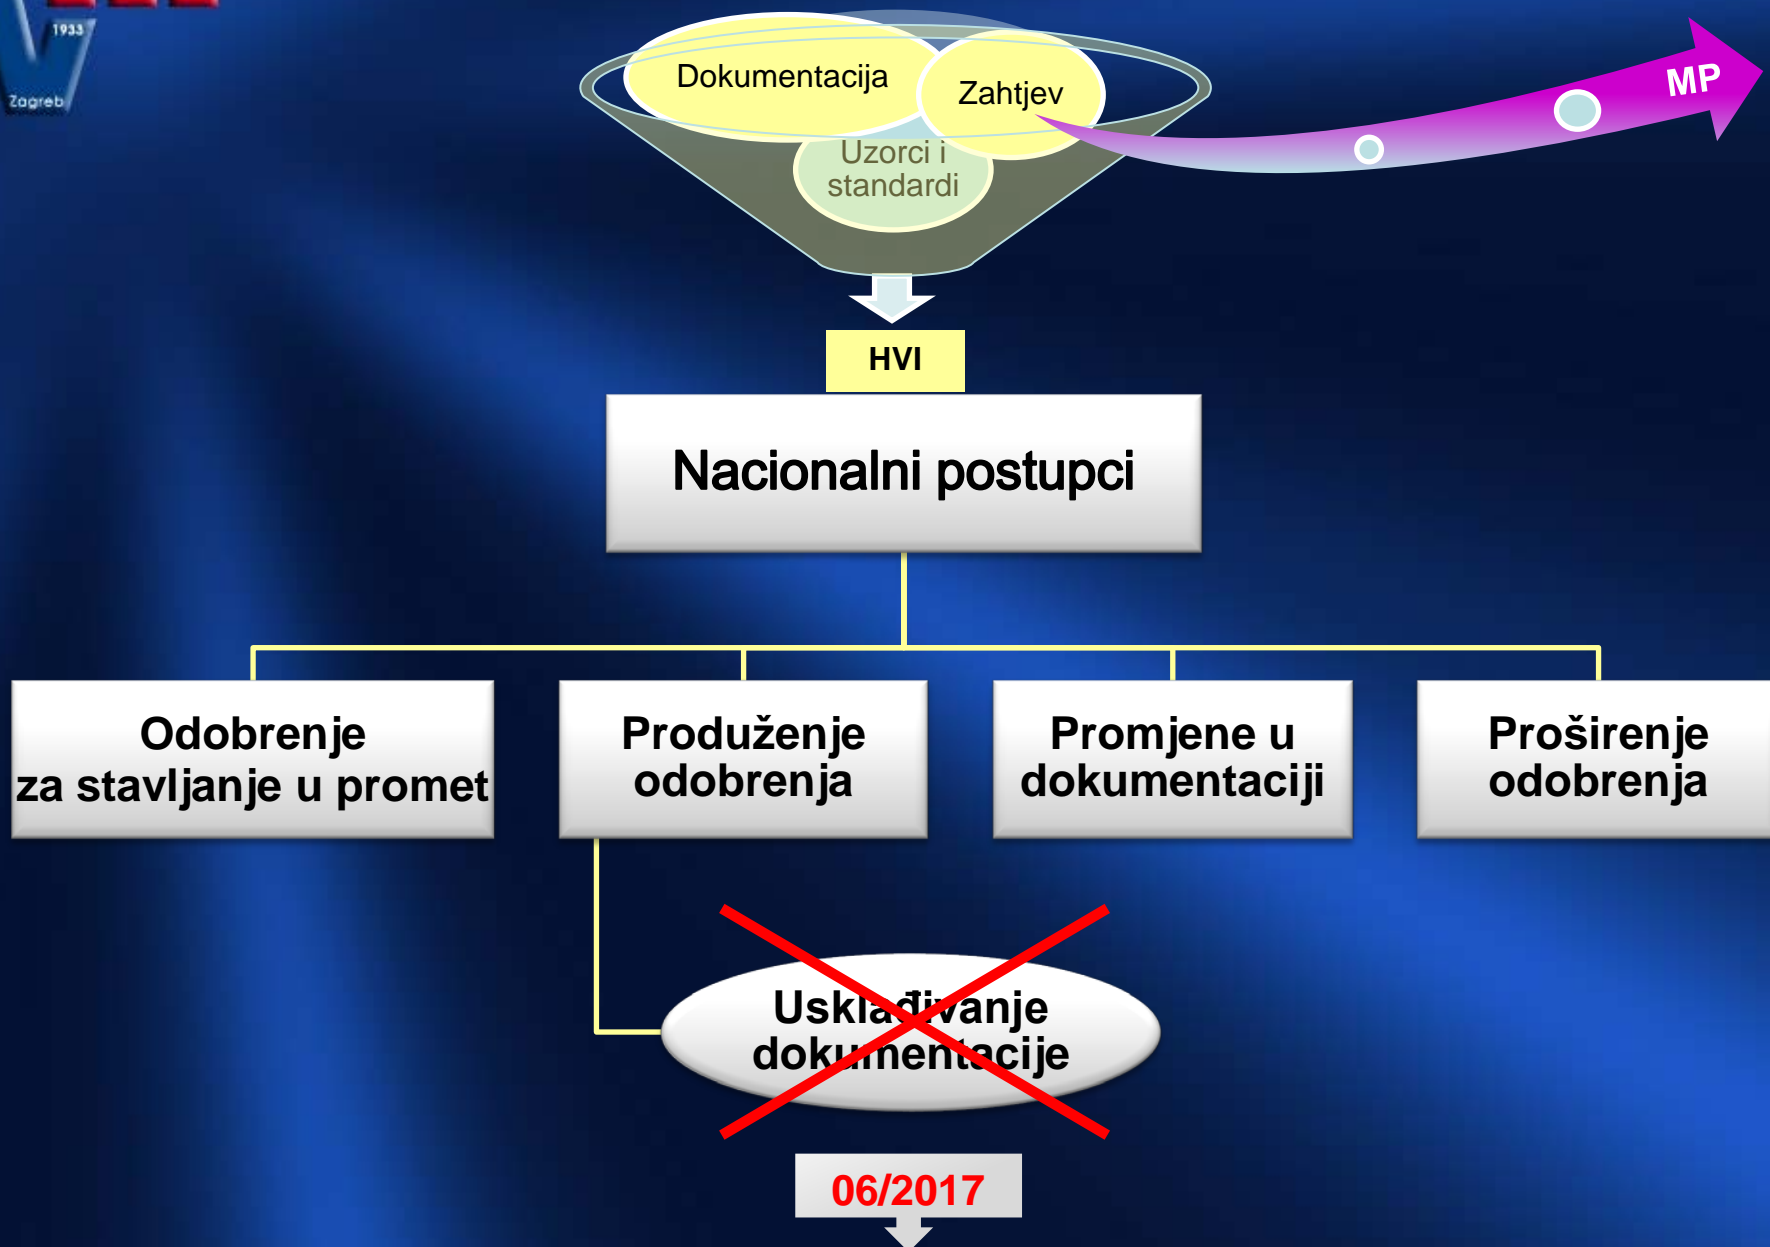 1933
Zagreb
Dokumentacija
Zahtjev
Uzorci i
standardi
MP
HVI
Nacionalni postupci
Odobrenje
za stavljanje u promet
Produženje
odobrenja
Promjene u
dokumentaciji
Proširenje
odobrenja
Usklađivanje
dokumentacije
06/2017